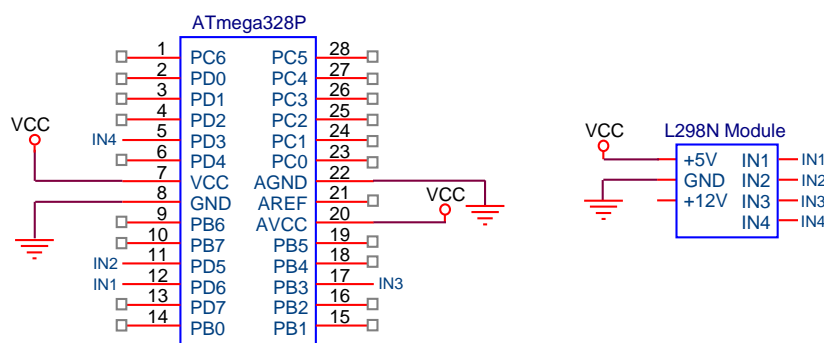 ATmega328P
1 PC6 PC5 28
2 PD0 PC4 27
3 PD1 PC3 26
4 PD2 PC2 25
VCC
IN4 5 PD3 PC1 24
6 PD4 PC0 23
7 VCC AGND 22
8 GND AREF 21
VCC
9 PB6 AVCC 20
10 PB7 PB5 19
IN2 11 PD5 PB4 18
IN1 12 PD6 PB3 17 IN3
13 PD7 PB2 16
14 PB0 PB1 15
VCC
L298N Module
+5V IN1 IN1
GND IN2 IN2
+12V IN3 IN3
IN4 IN4